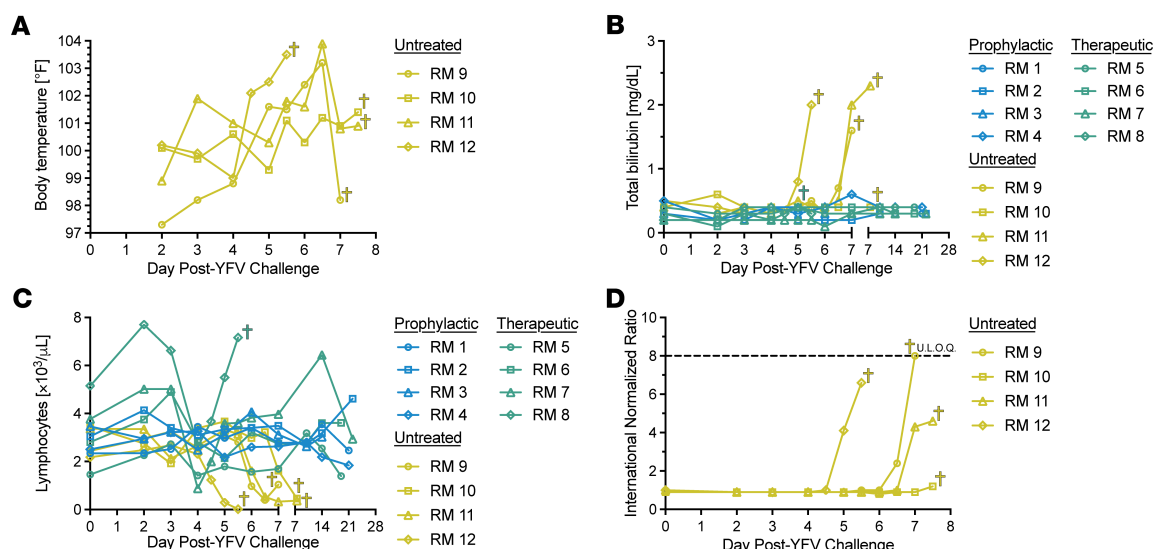 A
Body temperature [°F]
104
103
102
101
100
99
98
97
0 1 2 3 4 5 6 7 8
Day Post-YFV Challenge
Untreated
RM 9
RM 10
RM 11
RM 12
B
Total bilirubin [mg/dL]
3
2
1
0
0 1 2 3 4 5 6 7 7 14 21 28
Day Post-YFV Challenge
Prophylactic Therapeutic
RM 1 RM 5
RM 2 RM 6
RM 3 RM 7
RM 4 RM 8
Untreated
RM 9
RM 10
RM 11
RM 12
C
Lymphocytes [×10³/µL]
8
6
4
2
0
0 1 2 3 4 5 6 7 7 14 21 28
Day Post-YFV Challenge
Prophylactic Therapeutic
RM 1 RM 5
RM 2 RM 6
RM 3 RM 7
RM 4 RM 8
Untreated
RM 9
RM 10
RM 11
RM 12
D
International Normalized Ratio
10
8
6
4
2
0
U.L.O.Q.
0 1 2 3 4 5 6 7 8
Day Post-YFV Challenge
Untreated
RM 9
RM 10
RM 11
RM 12